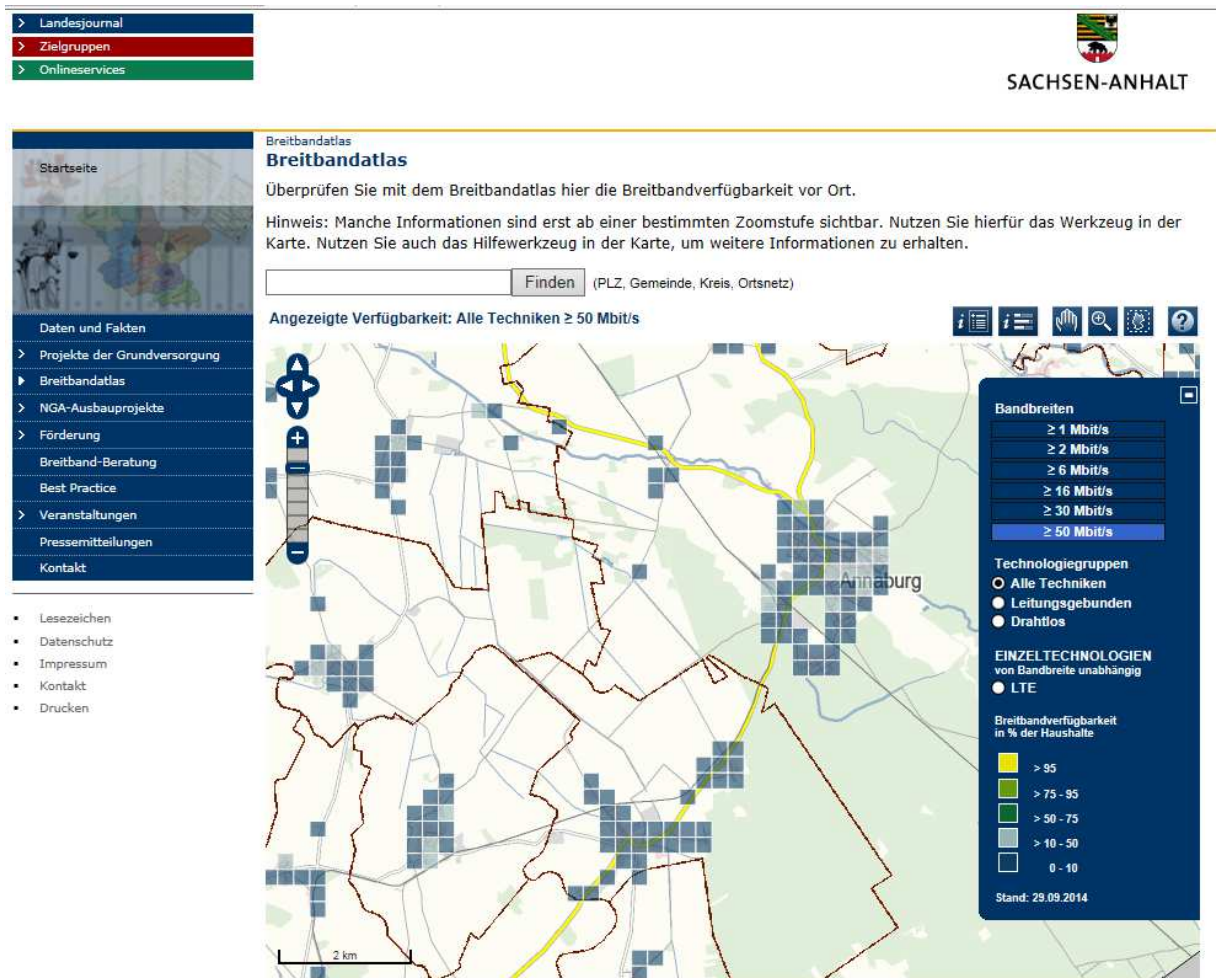 Landesjournal
Zielgruppen
Onlineservices
SACHSEN-ANHALT
Startseite
Daten und Fakten
Projekte der Grundversorgung
Breitbandatlas
NGA-Ausbauprojekte
Förderung
Breitband-Beratung
Best Practice
Veranstaltungen
Pressemitteilungen
Kontakt
Lesezeichen
Datenschutz
Impressum
Kontakt
Drucken
Breitbandatlas
Breitbandatlas
Überprüfen Sie mit dem Breitbandatlas hier die Breitbandverfügbarkeit vor Ort.
Hinweis: Manche Informationen sind erst ab einer bestimmten Zoomstufe sichtbar. Nutzen Sie hierfür das Werkzeug in der
Karte. Nutzen Sie auch das Hilfewerkzeug in der Karte, um weitere Informationen zu erhalten.
Finden (PLZ, Gemeinde, Kreis, Ortsnetz)
Angezeigte Verfügbarkeit: Alle Techniken ≥ 50 Mbit/s
Annaburg
2 km
Bandbreiten
≥ 1 Mbit/s
≥ 2 Mbit/s
≥ 6 Mbit/s
≥ 16 Mbit/s
≥ 30 Mbit/s
≥ 50 Mbit/s
Technologiegruppen
Alle Techniken
Leitungsgebunden
Drahtlos
EINZELTECHNOLOGIEN
von Bandbreite unabhängig
LTE
Breitbandverfügbarkeit
in % der Haushalte
> 95
> 75 - 95
> 50 - 75
> 10 - 50
0 - 10
Stand: 29.09.2014